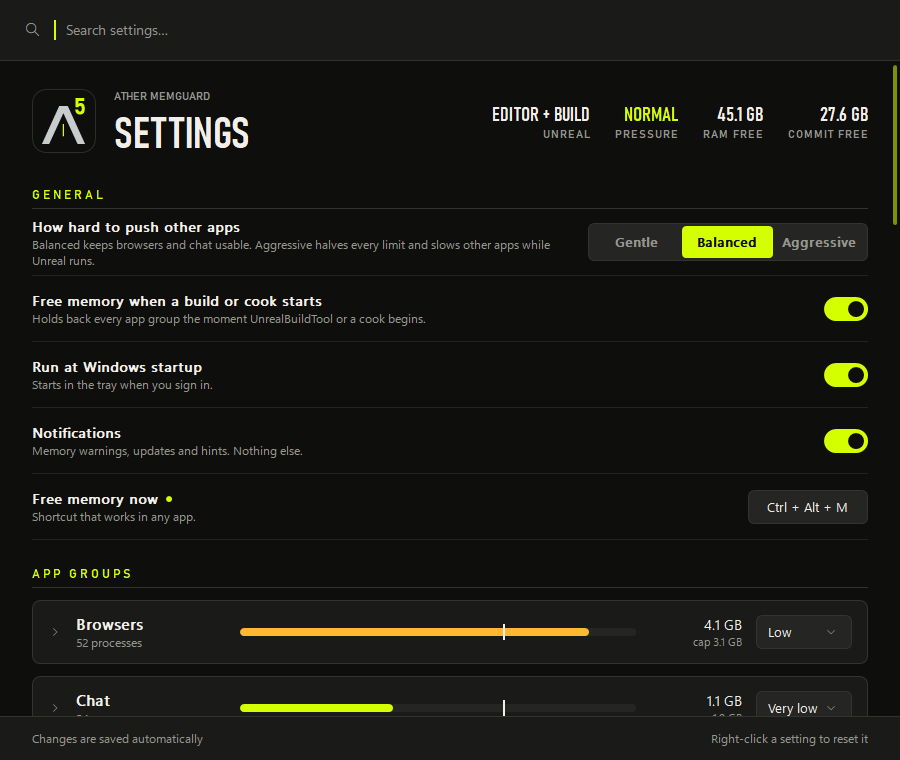 Search settings...
5
ATHER MEMGUARD
SETTINGS
EDITOR + BUILD
UNREAL
NORMAL
PRESSURE
45.1 GB
RAM FREE
27.6 GB
COMMIT FREE
GENERAL
How hard to push other apps
Balanced keeps browsers and chat usable. Aggressive halves every limit and slows other apps while
Unreal runs.
Gentle
Balanced
Aggressive
Free memory when a build or cook starts
Holds back every app group the moment UnrealBuildTool or a cook begins.
Run at Windows startup
Starts in the tray when you sign in.
Notifications
Memory warnings, updates and hints. Nothing else.
Free memory now
Shortcut that works in any app.
Ctrl + Alt + M
APP GROUPS
Browsers
52 processes
4.1 GB
cap 3.1 GB
Low
Chat
1.1 GB
Very low
Changes are saved automatically
Right-click a setting to reset it